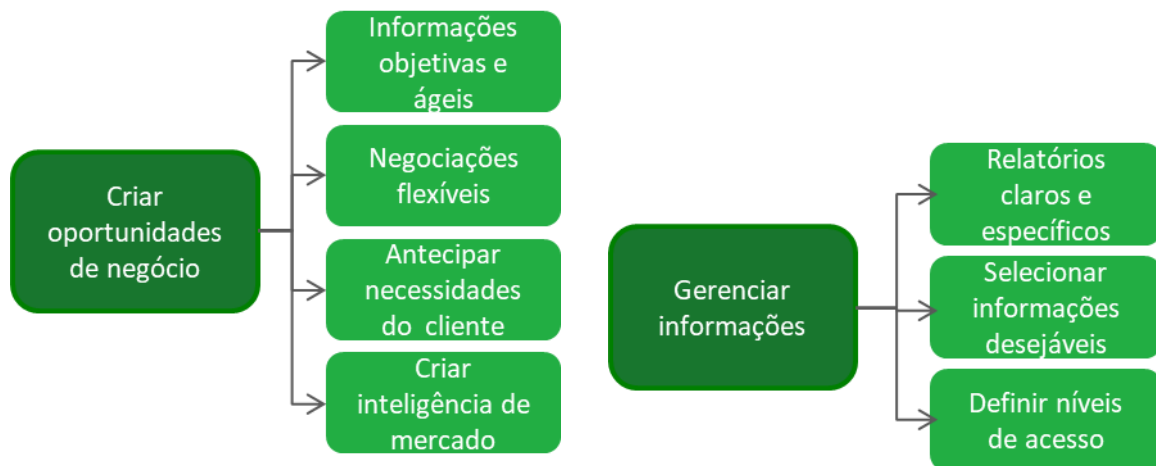 Criar
oportunidades
de negócio
Informações
objetivas e
ágeis
Negociações
flexíveis
Antecipar
necessidades
do cliente
Criar
inteligência de
mercado
Gerenciar
informações
Relatórios
claros e
específicos
Selecionar
informações
desejáveis
Definir níveis
de acesso